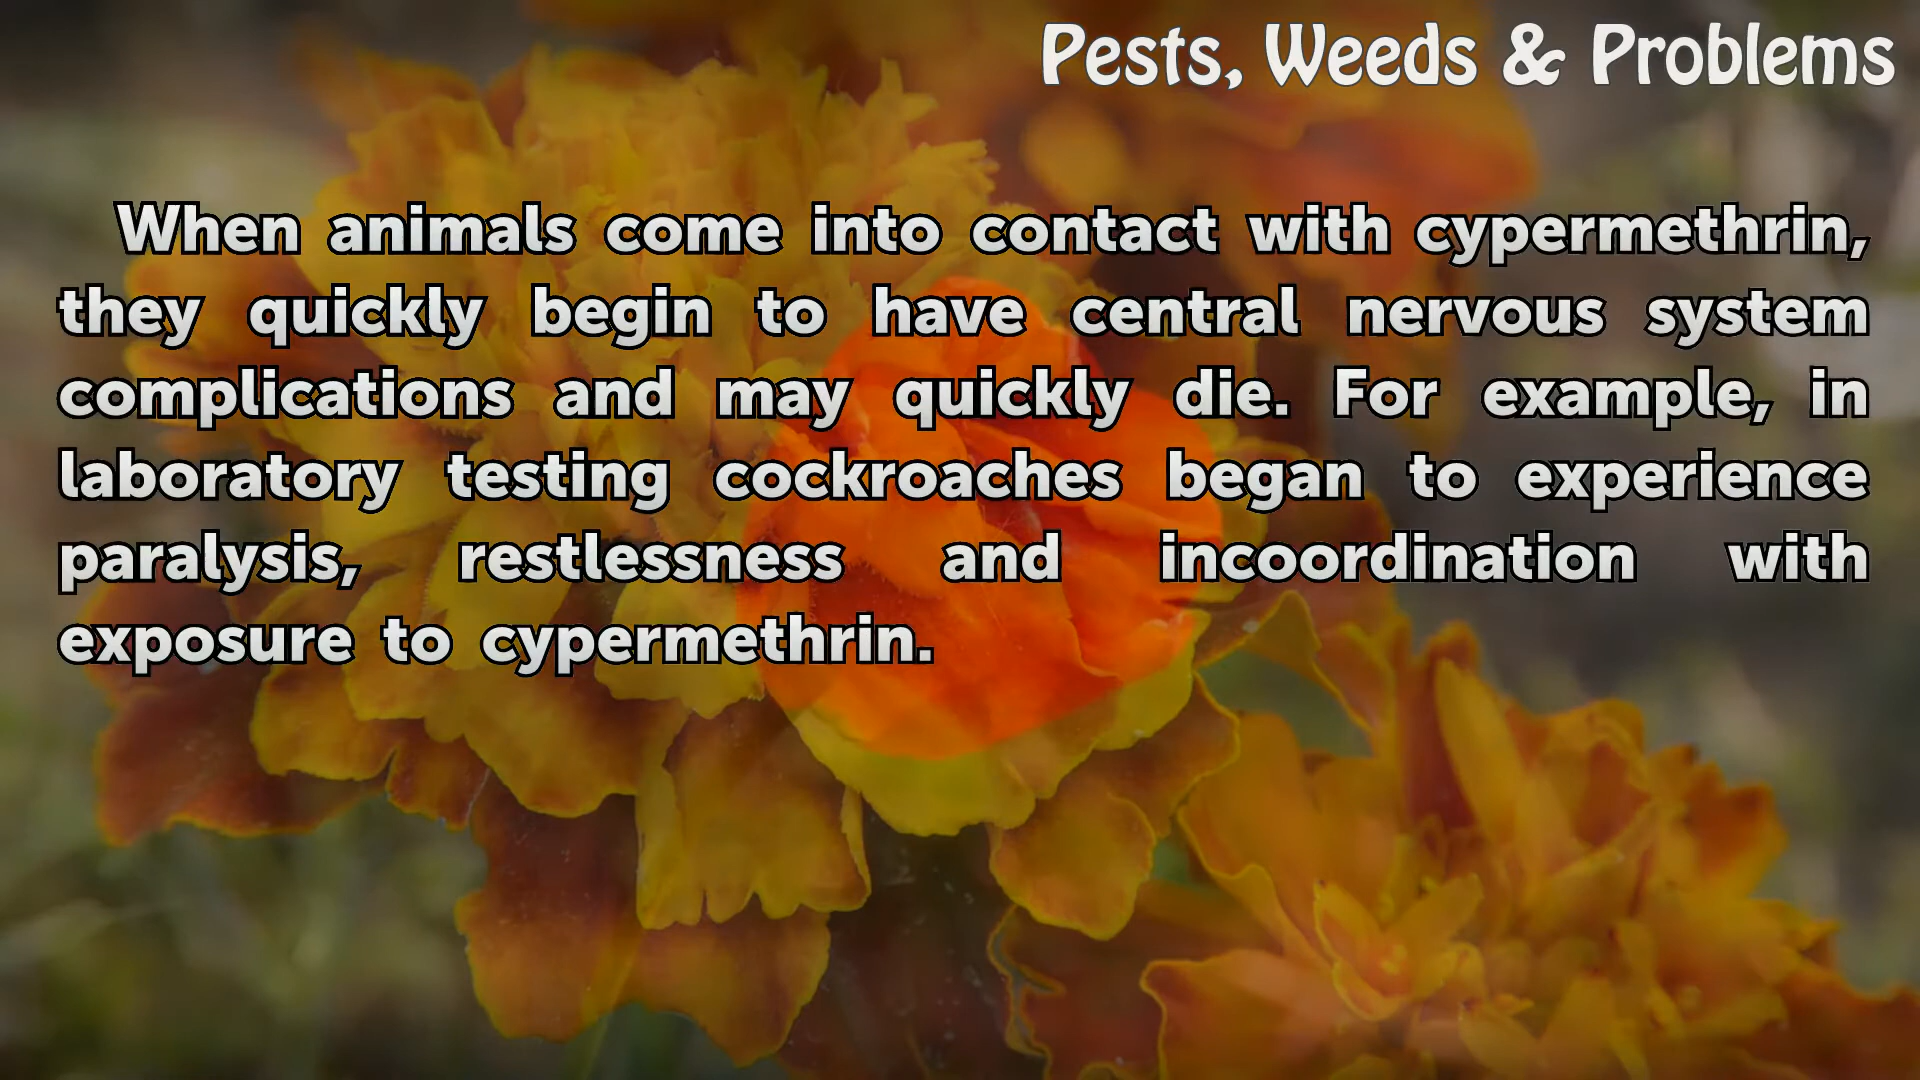 Pests, Weeds & Problems
When animals come into contact with cypermethrin,
they quickly begin to have central nervous system
complications and may quickly die. For example, in
laboratory testing cockroaches began to experience
paralysis, restlessness and incoordination with
exposure to cypermethrin.